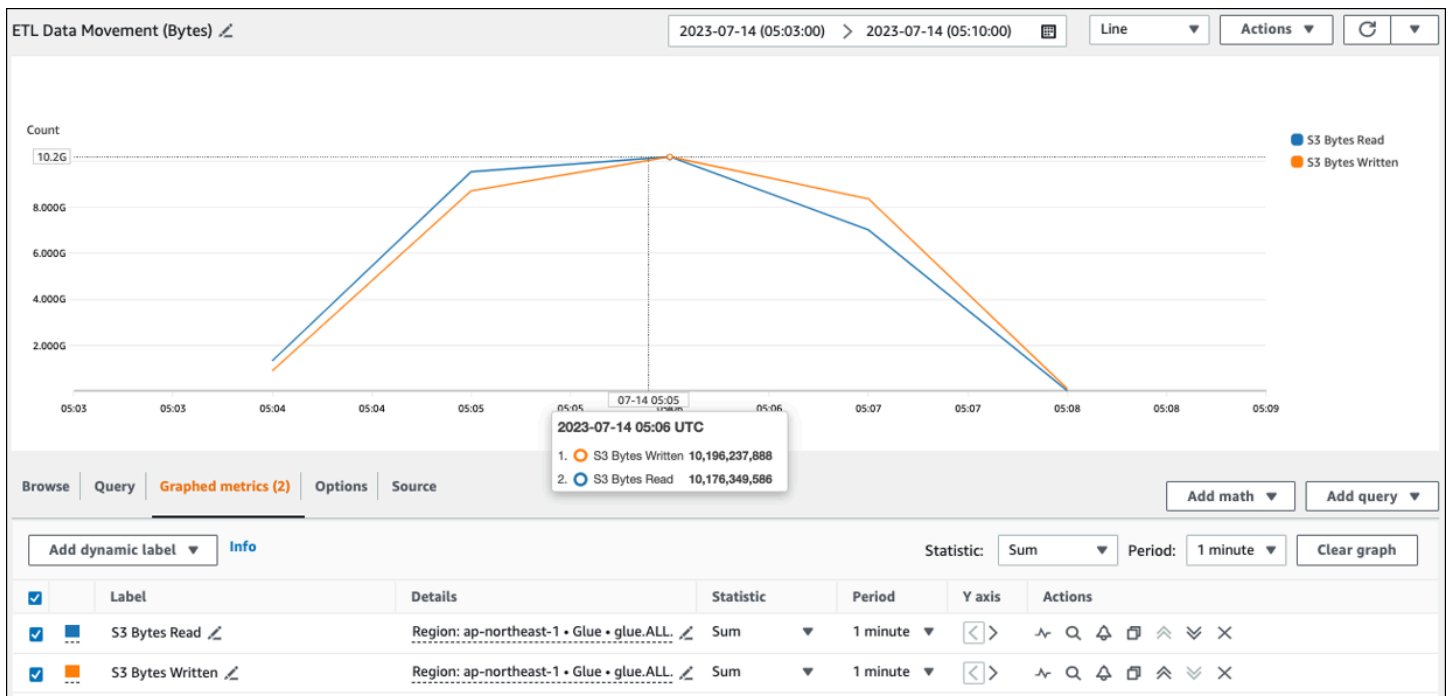 ETL Data Movement (Bytes)
2023-07-14 (05:03:00) > 2023-07-14 (05:10:00)
Line
Actions
Count
10.2G
8.000G
6.000G
4.000G
2.000G
S3 Bytes Read
S3 Bytes Written
05:03 05:03 05:04 05:04 05:05 05:05 05:06 05:07 05:07 05:08 05:08 05:09
07-14 05:05
2023-07-14 05:06 UTC
1. S3 Bytes Written 10,196,237,888
2. S3 Bytes Read 10,176,349,586
Browse Query Graphed metrics (2) Options Source
Add math Add query
Add dynamic label Info Statistic: Sum Period: 1 minute Clear graph
Label Details Statistic Period Y axis Actions
S3 Bytes Read Region: ap-northeast-1 • Glue • glue.ALL. Sum 1 minute < >
S3 Bytes Written Region: ap-northeast-1 • Glue • glue.ALL. Sum 1 minute < >